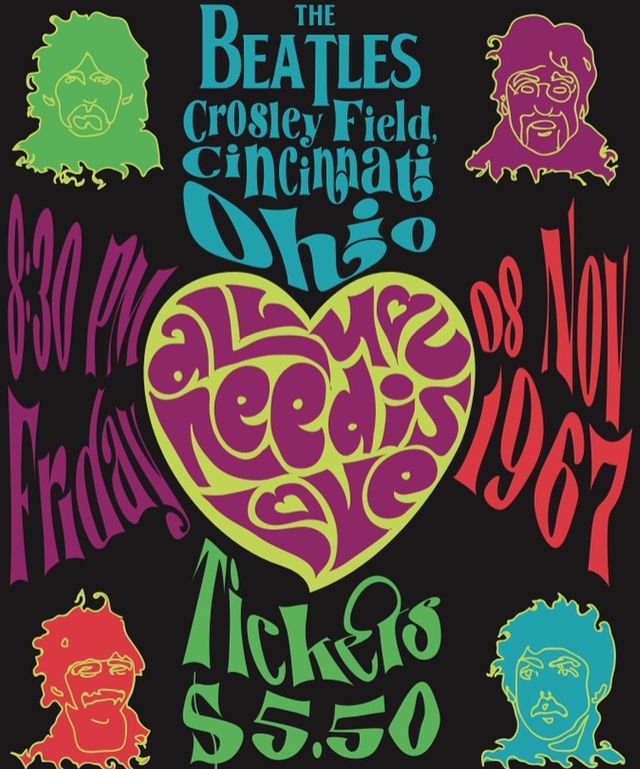 THE
BEATLES
Crosley Field,
Cincinnati
Ohio
8:30 PM
Friday
all you
need is
love
08 Nov
1967
Tickets
$5.50